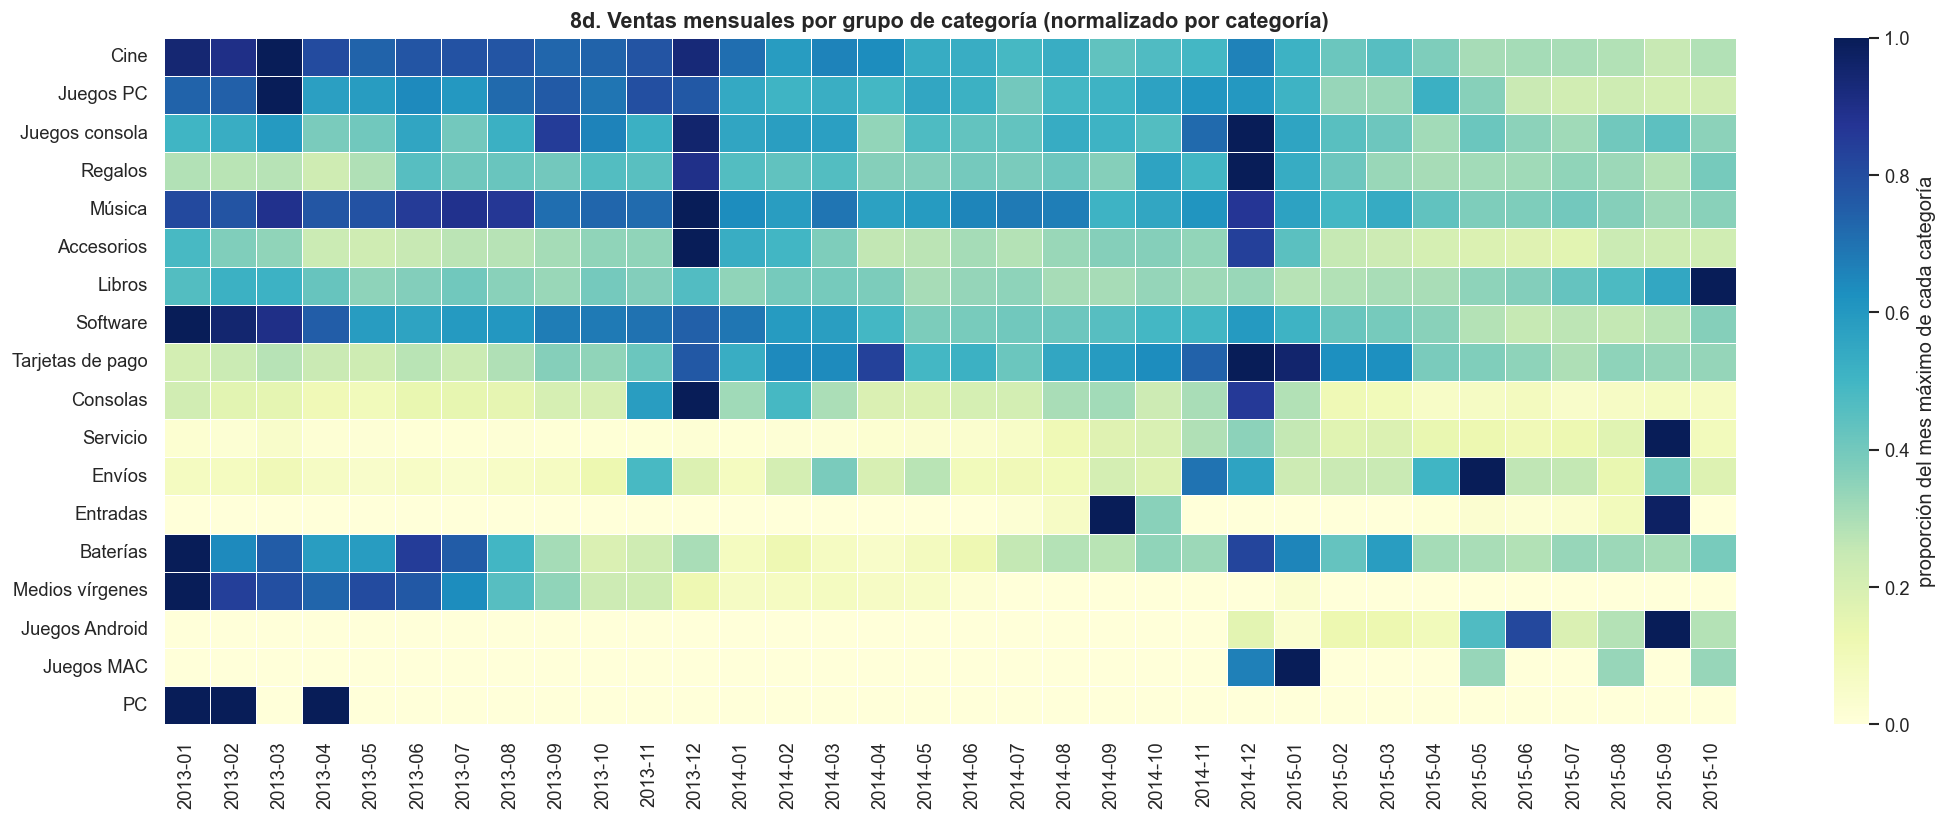 8d. Ventas mensuales por grupo de categoría (normalizado por categoría)
Cine
Juegos PC
Juegos consola
Regalos
Música
Accesorios
Libros
Software
Tarjetas de pago
Consolas
Servicio
Envíos
Entradas
Baterías
Medios vírgenes
Juegos Android
Juegos MAC
PC
2013-01
2013-02
2013-03
2013-04
2013-05
2013-06
2013-07
2013-08
2013-09
2013-10
2013-11
2013-12
2014-01
2014-02
2014-03
2014-04
2014-05
2014-06
2014-07
2014-08
2014-09
2014-10
2014-11
2014-12
2015-01
2015-02
2015-03
2015-04
2015-05
2015-06
2015-07
2015-08
2015-09
2015-10
1.0
0.8
0.6
0.4
0.2
0.0
proporción del mes máximo de cada categoría